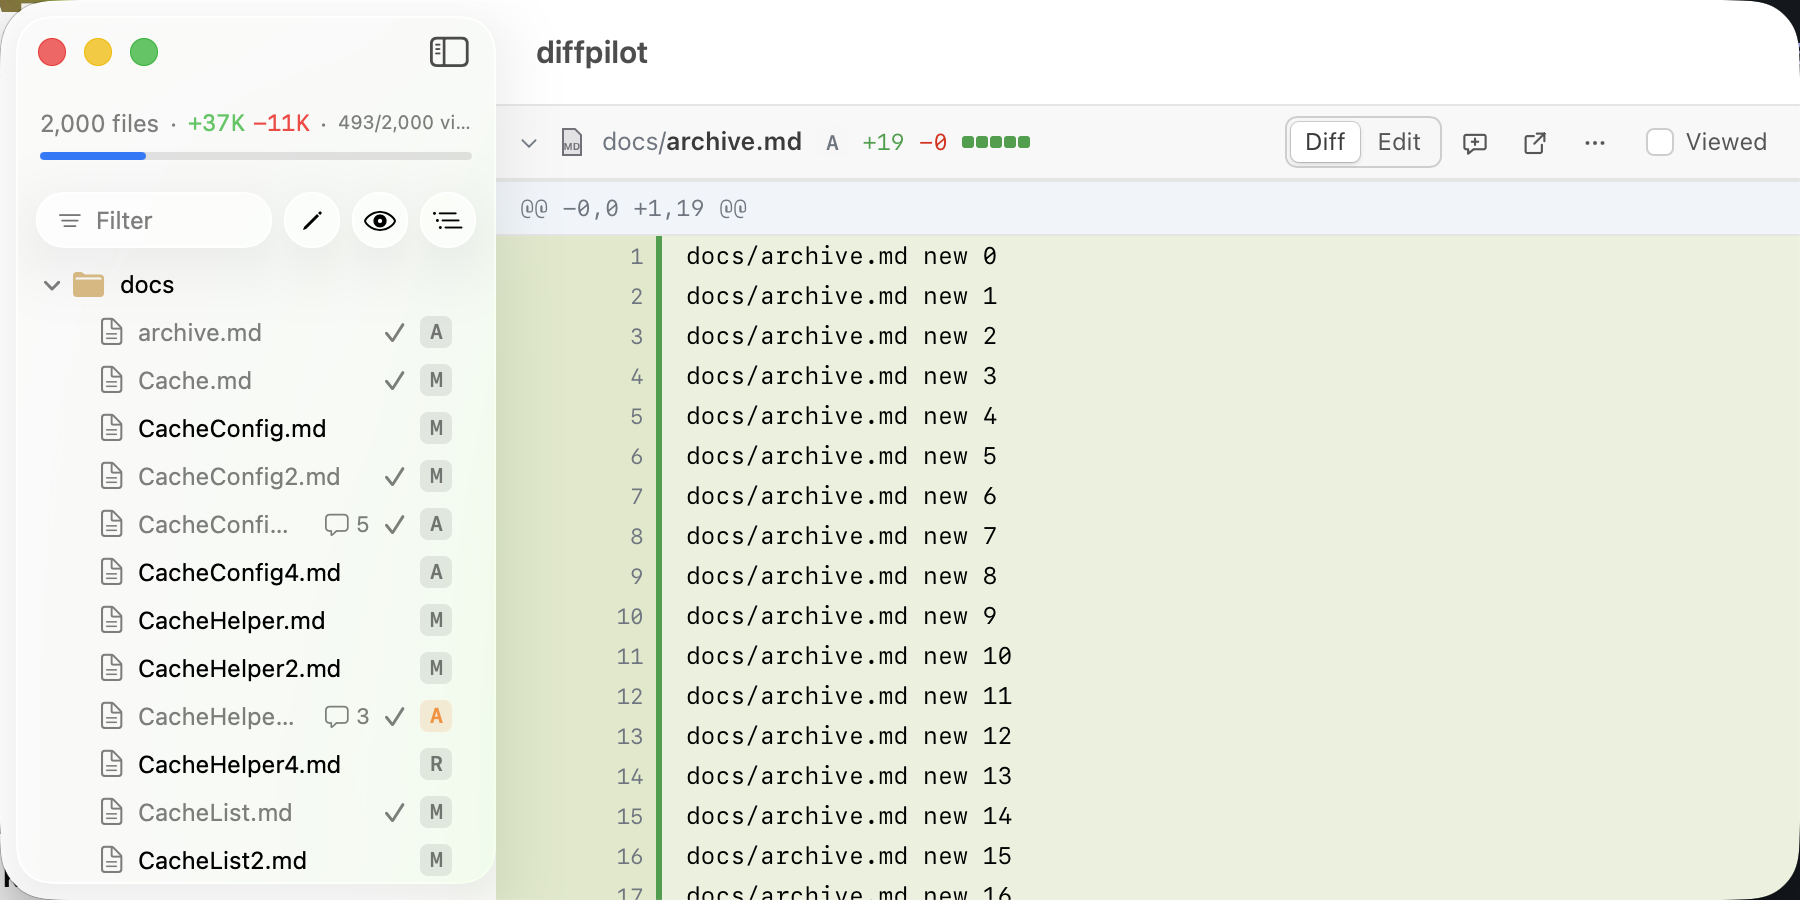 2,000 files · +37K −11K · 493/2,000 vi...
Filter
docs
archive.md A
Cache.md M
CacheConfig.md M
CacheConfig2.md M
CacheConfi... 5 A
CacheConfig4.md A
CacheHelper.md M
CacheHelper2.md M
CacheHelpe... 3 A
CacheHelper4.md R
CacheList.md M
CacheList2.md M
diffpilot
MD docs/archive.md A +19 −0 Diff Edit ... Viewed
@@ −0,0 +1,19 @@
1 docs/archive.md new 0
2 docs/archive.md new 1
3 docs/archive.md new 2
4 docs/archive.md new 3
5 docs/archive.md new 4
6 docs/archive.md new 5
7 docs/archive.md new 6
8 docs/archive.md new 7
9 docs/archive.md new 8
10 docs/archive.md new 9
11 docs/archive.md new 10
12 docs/archive.md new 11
13 docs/archive.md new 12
14 docs/archive.md new 13
15 docs/archive.md new 14
16 docs/archive.md new 15
17 docs/archive.md new 16